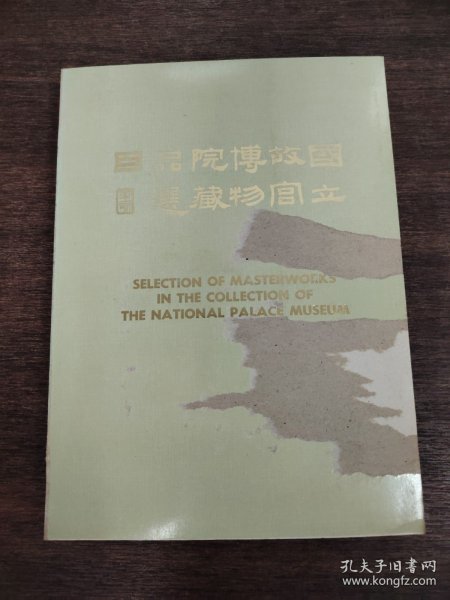 國立
故宮
博物
院藏
品選
目
SELECTION OF MASTERWORKS
IN THE COLLECTION OF
THE NATIONAL PALACE MUSEUM
孔夫子旧书网
www.kongfz.com